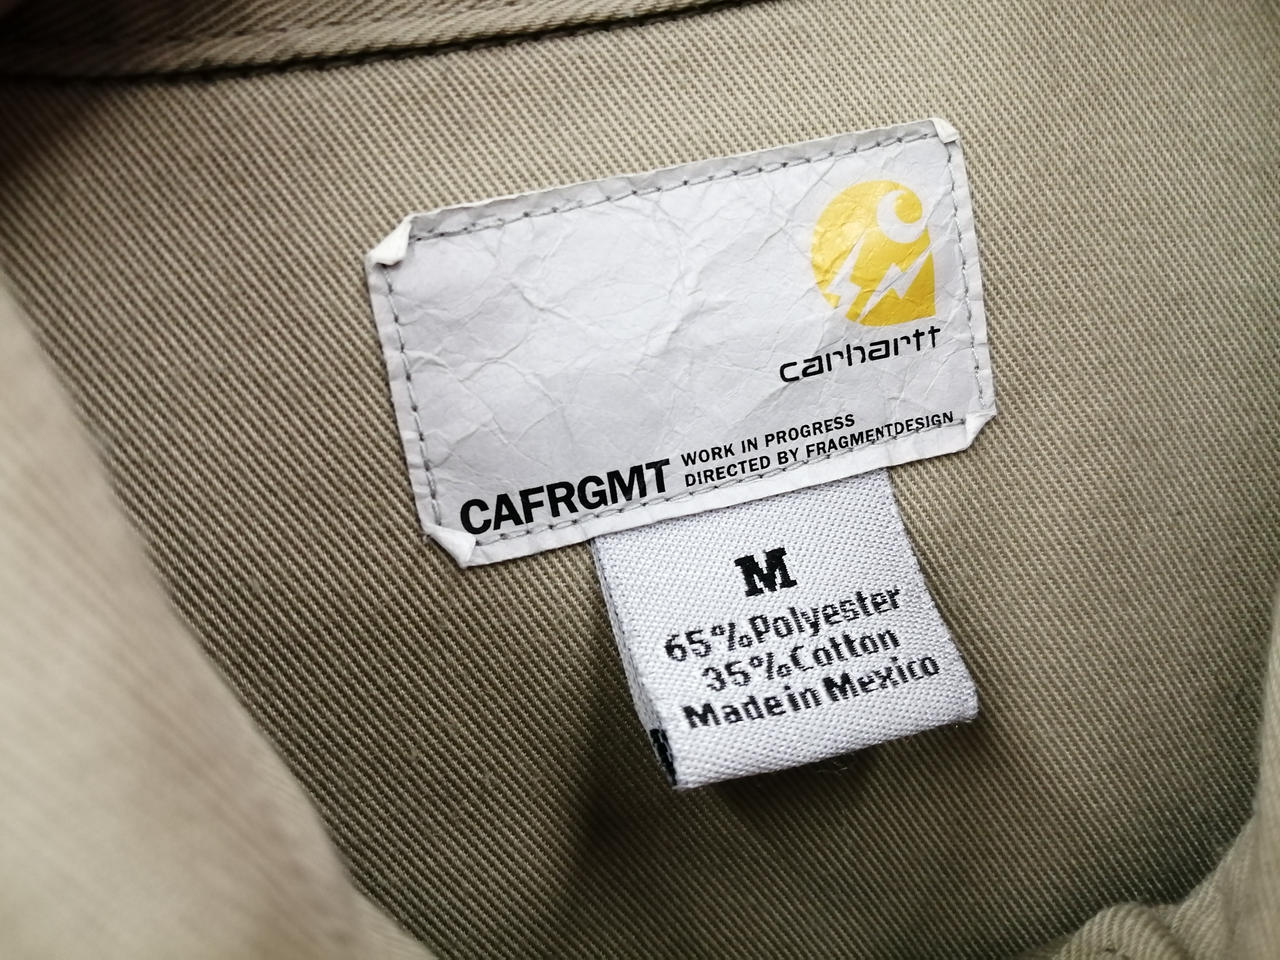 carhartt
CAFRGMT
WORK IN PROGRESS
DIRECTED BY FRAGMENTDESIGN
M
65%Polyester
35%Cotton
Made in Mexico